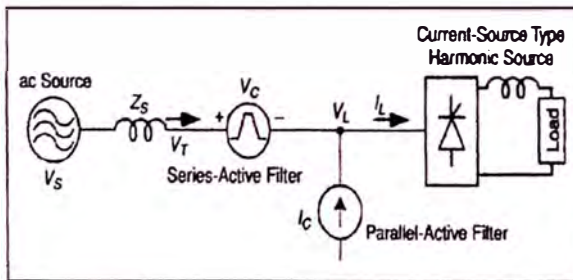 Current-Source Type
Harmonic Source
ac Source
Z_S
V_C
V_L
I_L
+
−
V_T
V_S
Series-Active Filter
Load
I_C
Parallel-Active Filter